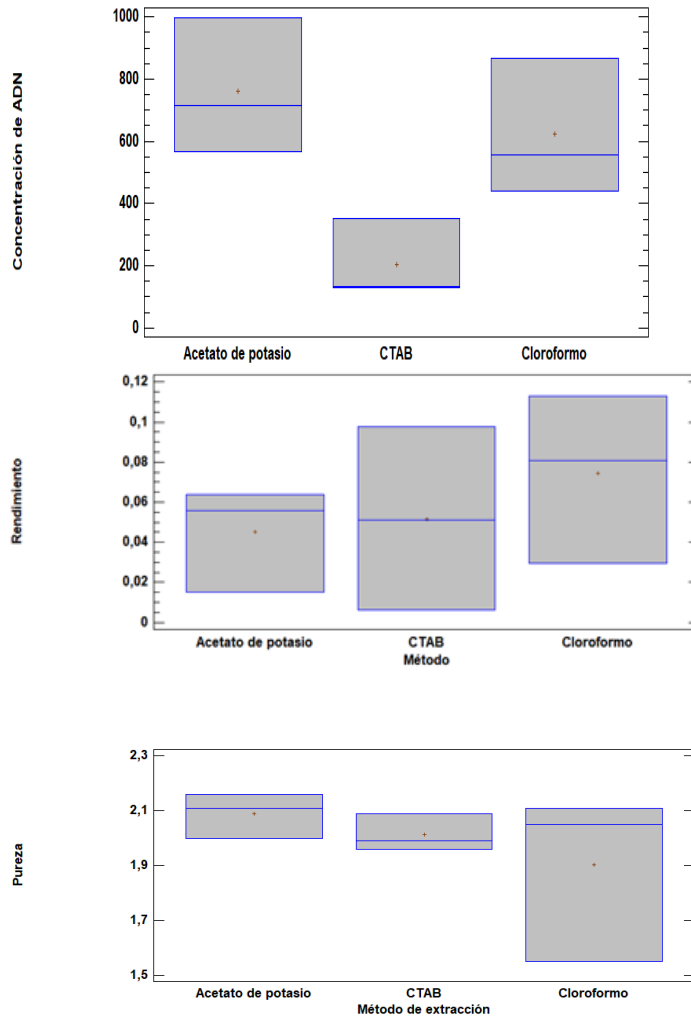 Concentración de ADN
1000
800
600
400
200
0
Acetato de potasio CTAB Cloroformo
Rendimiento
0,12
0,1
0,08
0,06
0,04
0,02
0
Acetato de potasio CTAB Cloroformo
Método
Pureza
2,3
2,1
1,9
1,7
1,5
Acetato de potasio CTAB Cloroformo
Método de extracción